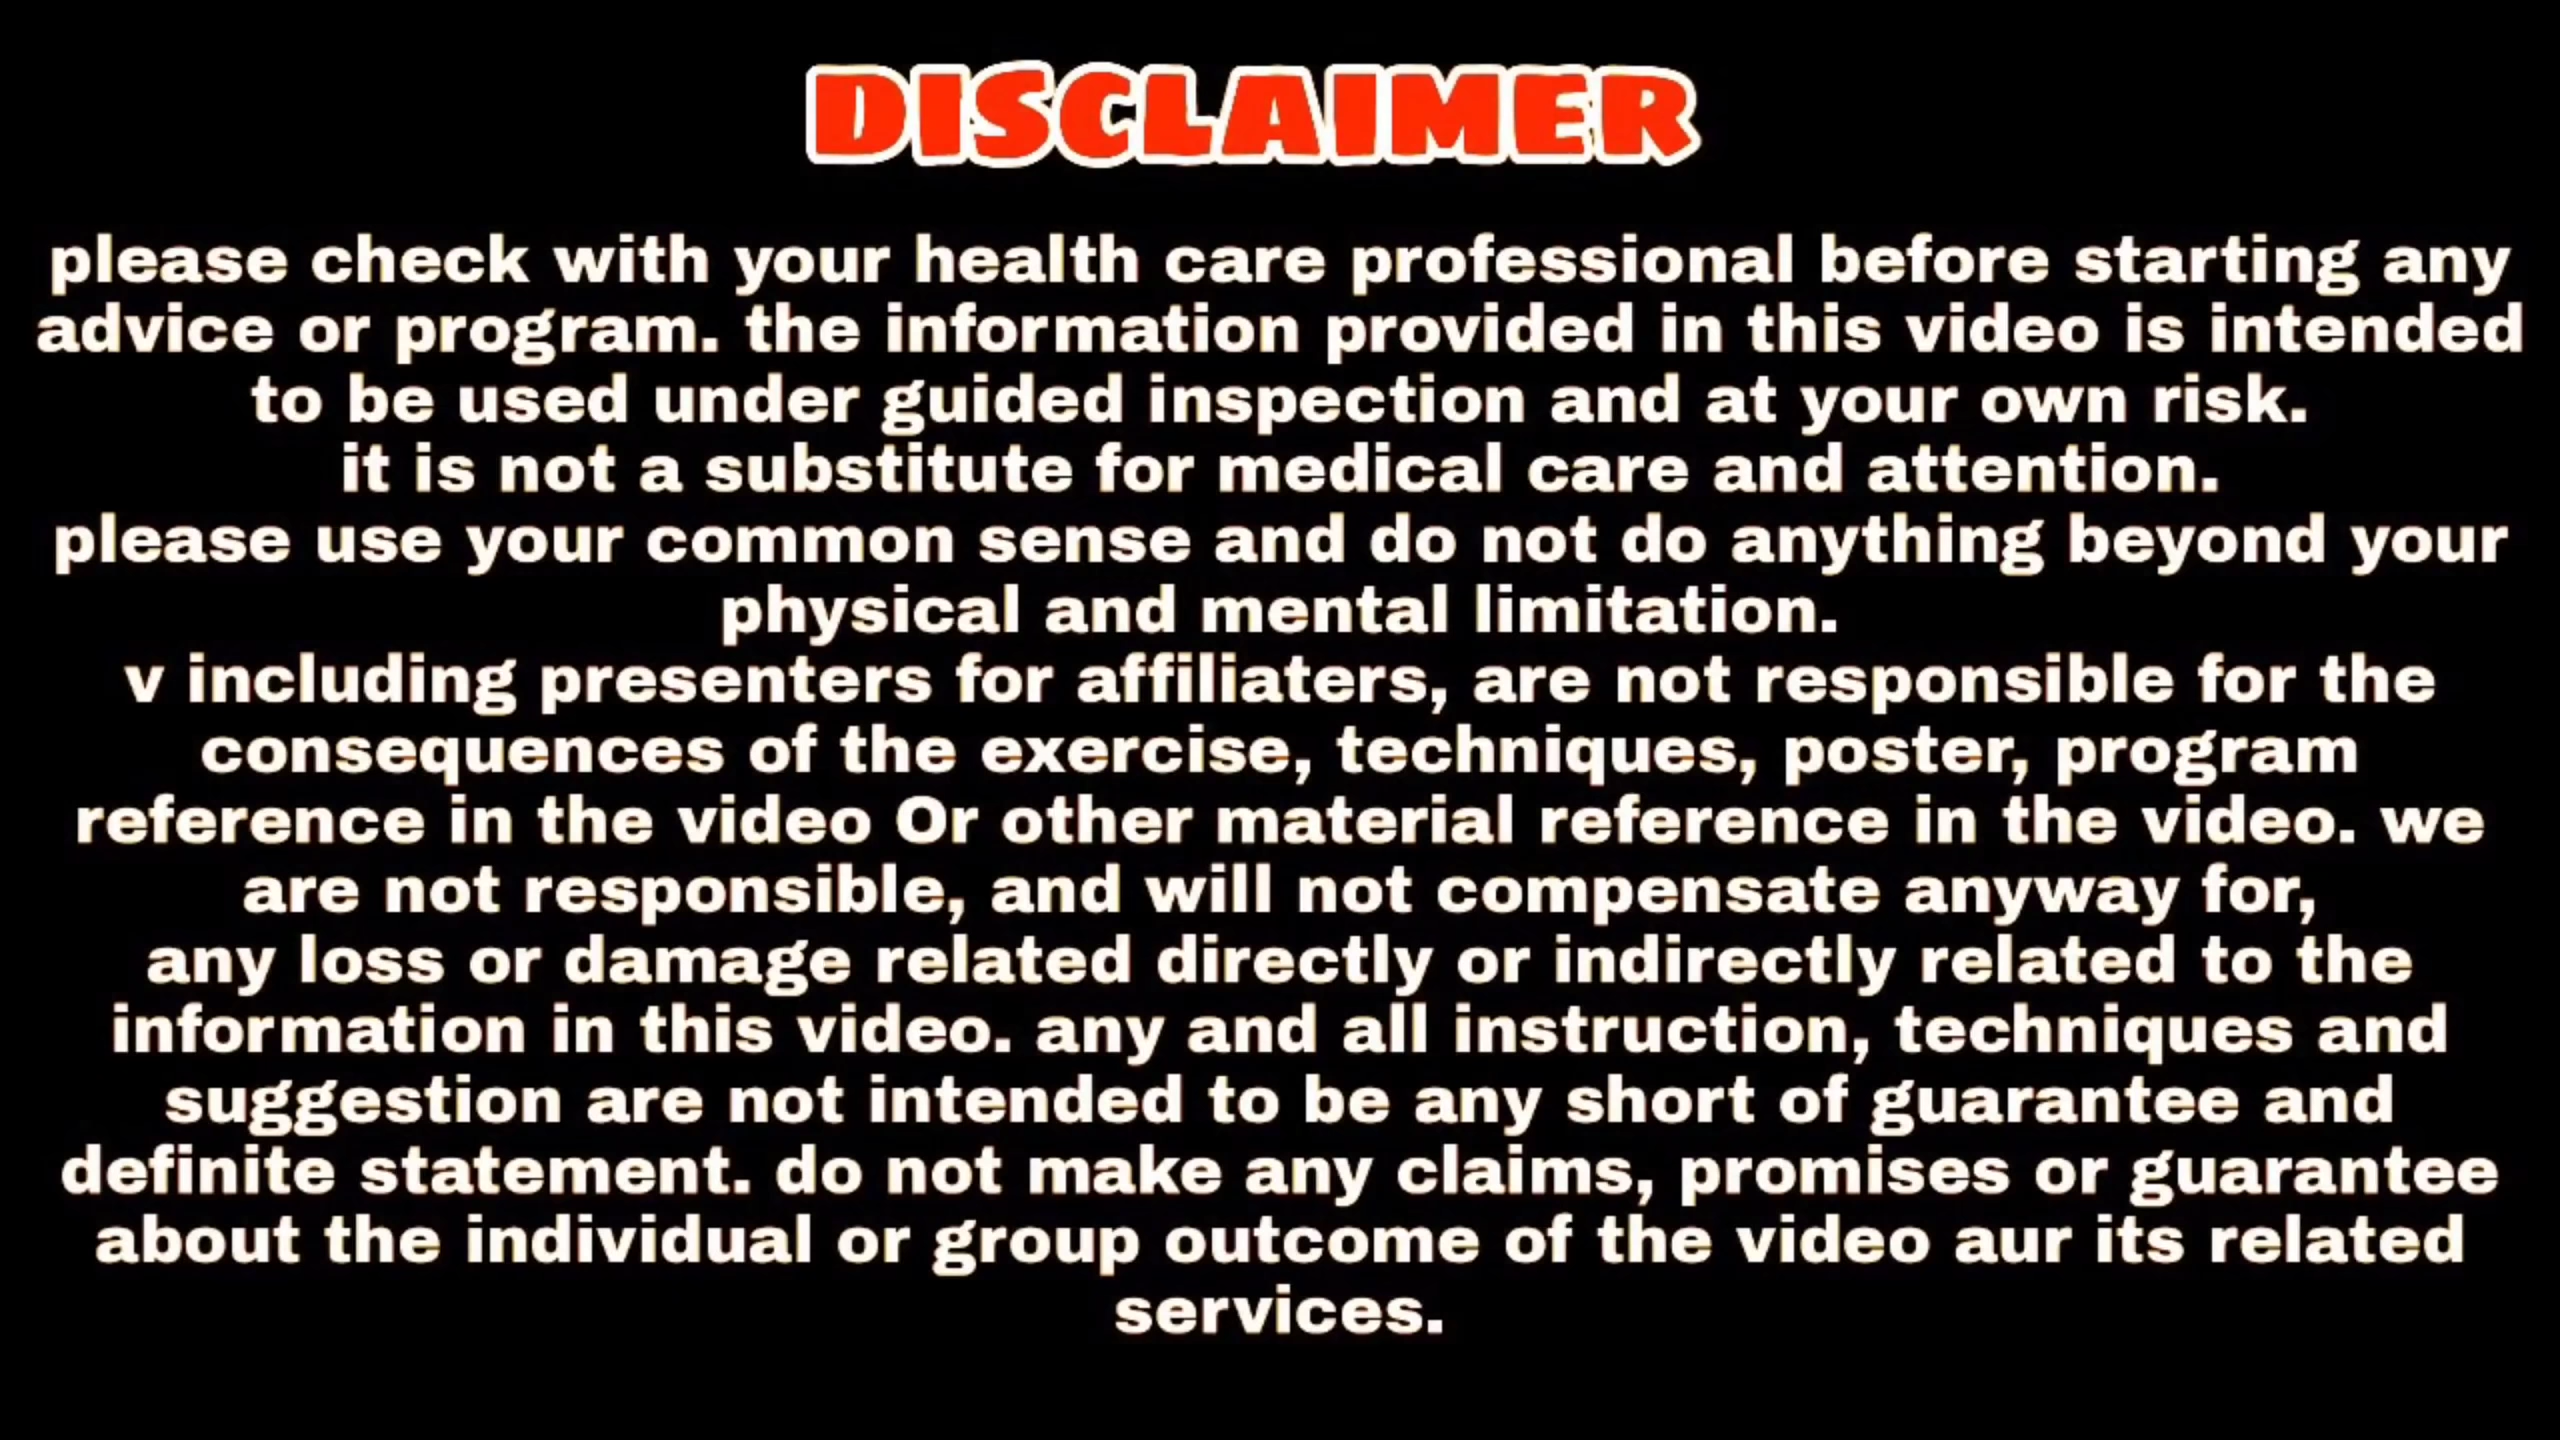 DISCLAIMER
please check with your health care professional before starting any
advice or program. the information provided in this video is intended
to be used under guided inspection and at your own risk.
it is not a substitute for medical care and attention.
please use your common sense and do not do anything beyond your
physical and mental limitation.
v including presenters for affiliaters, are not responsible for the
consequences of the exercise, techniques, poster, program
reference in the video Or other material reference in the video. we
are not responsible, and will not compensate anyway for,
any loss or damage related directly or indirectly related to the
information in this video. any and all instruction, techniques and
suggestion are not intended to be any short of guarantee and
definite statement. do not make any claims, promises or guarantee
about the individual or group outcome of the video aur its related
services.